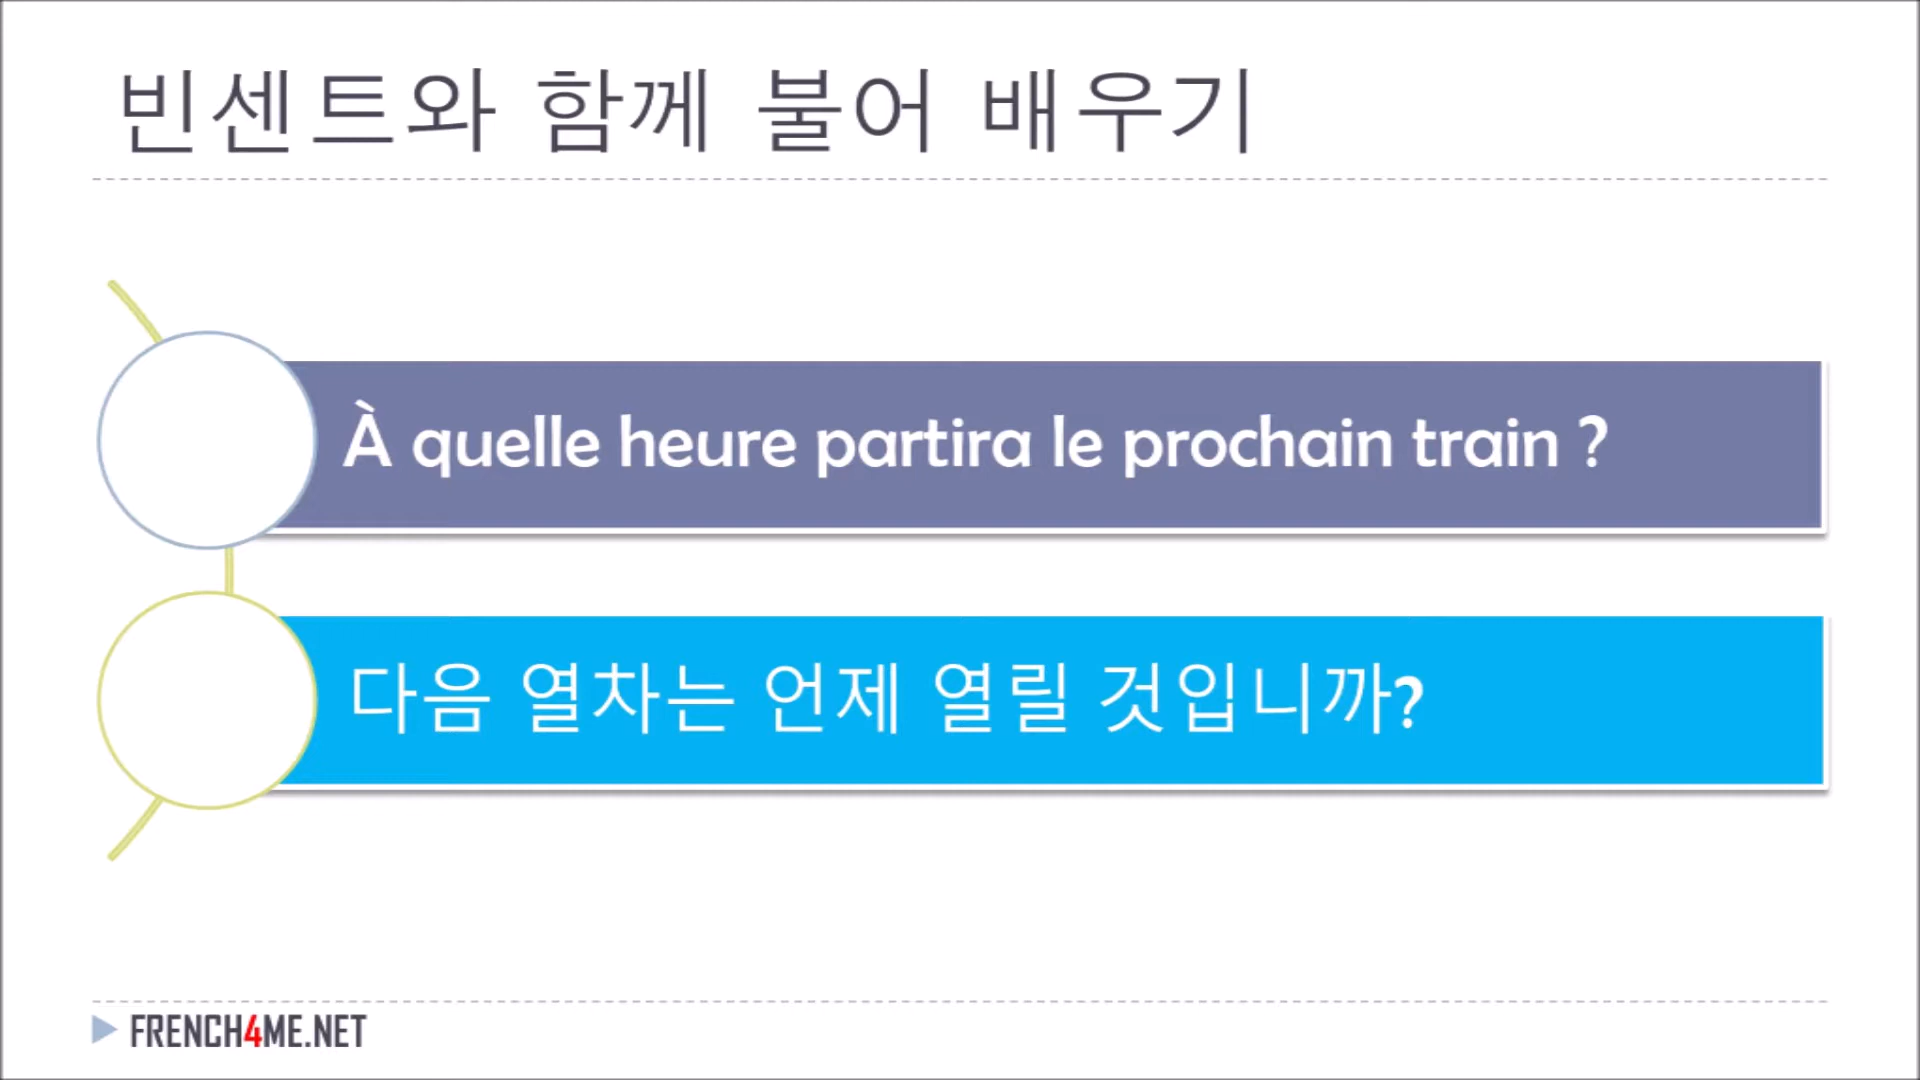 빈센트와 함께 불어 배우기
À quelle heure partira le prochain train ?
다음 열차는 언제 열릴 것입니까?
FRENCH4ME.NET